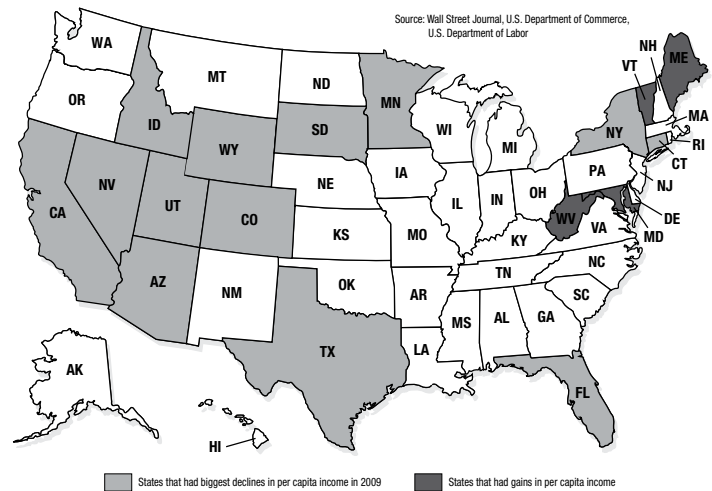 Source: Wall Street Journal, U.S. Department of Commerce,
U.S. Department of Labor
WA
MT
ND
MN
VT
NH
ME
OR
ID
SD
WI
MI
NY
MA
RI
CT
WY
IA
PA
NJ
NV
UT
NE
IL
IN
OH
DE
MD
CA
CO
KS
MO
WV
VA
KY
AZ
NM
OK
AR
TN
NC
SC
MS
AL
GA
TX
LA
AK
FL
HI
States that had biggest declines in per capita income in 2009
States that had gains in per capita income